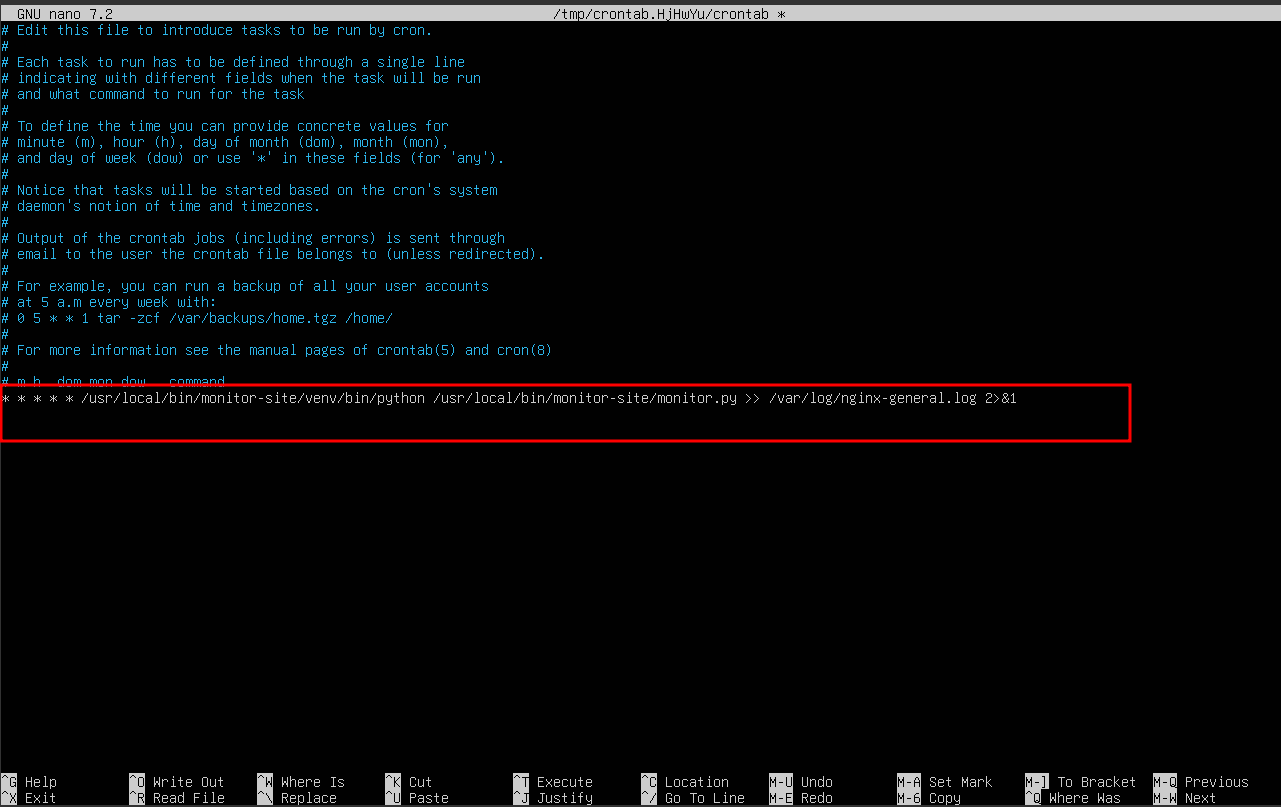 GNU nano 7.2 /tmp/crontab.HjHwYu/crontab *
# Edit this file to introduce tasks to be run by cron.
#
# Each task to run has to be defined through a single line
# indicating with different fields when the task will be run
# and what command to run for the task
#
# To define the time you can provide concrete values for
# minute (m), hour (h), day of month (dom), month (mon),
# and day of week (dow) or use '*' in these fields (for 'any').
#
# Notice that tasks will be started based on the cron's system
# daemon's notion of time and timezones.
#
# Output of the crontab jobs (including errors) is sent through
# email to the user the crontab file belongs to (unless redirected).
#
# For example, you can run a backup of all your user accounts
# at 5 a.m every week with:
# 0 5 * * 1 tar -zcf /var/backups/home.tgz /home/
#
# For more information see the manual pages of crontab(5) and cron(8)
#
# m h  dom mon dow   command
* * * * * /usr/local/bin/monitor-site/venv/bin/python /usr/local/bin/monitor-site/monitor.py >> /var/log/nginx-general.log 2>&1
^G Help ^O Write Out ^W Where Is ^K Cut ^T Execute ^C Location M-U Undo M-A Set Mark M-] To Bracket M-Q Previous
^X Exit ^R Read File ^\ Replace ^U Paste ^J Justify ^/ Go To Line M-E Redo M-6 Copy ^Q Where Was M-W Next